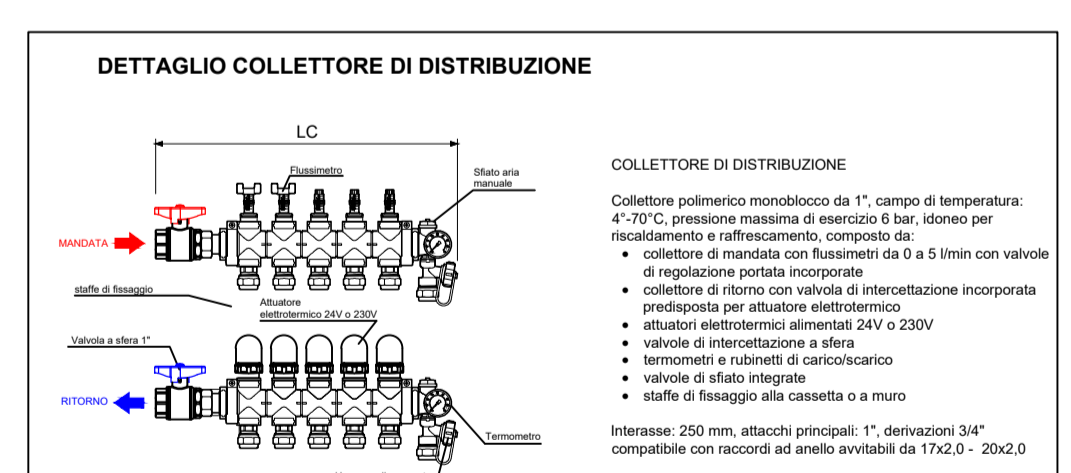 DETTAGLIO COLLETTORE DI DISTRIBUZIONE
LC
Flussimetro
Sfiato aria
manuale
MANDATA
staffe di fissaggio
Attuatore
elettrotermico 24V o 230V
Valvola a sfera 1"
RITORNO
Termometro
COLLETTORE DI DISTRIBUZIONE
Collettore polimerico monoblocco da 1", campo di temperatura:
4°-70°C, pressione massima di esercizio 6 bar, idoneo per
riscaldamento e raffrescamento, composto da:
• collettore di mandata con flussimetri da 0 a 5 l/min con valvole
di regolazione portata incorporate
• collettore di ritorno con valvola di intercettazione incorporata
predisposta per attuatore elettrotermico
• attuatori elettrotermici alimentati 24V o 230V
• valvole di intercettazione a sfera
• termometri e rubinetti di carico/scarico
• valvole di sfiato integrate
• staffe di fissaggio alla cassetta o a muro
Interasse: 250 mm, attacchi principali: 1", derivazioni 3/4"
compatibile con raccordi ad anello avvitabili da 17x2,0 - 20x2,0